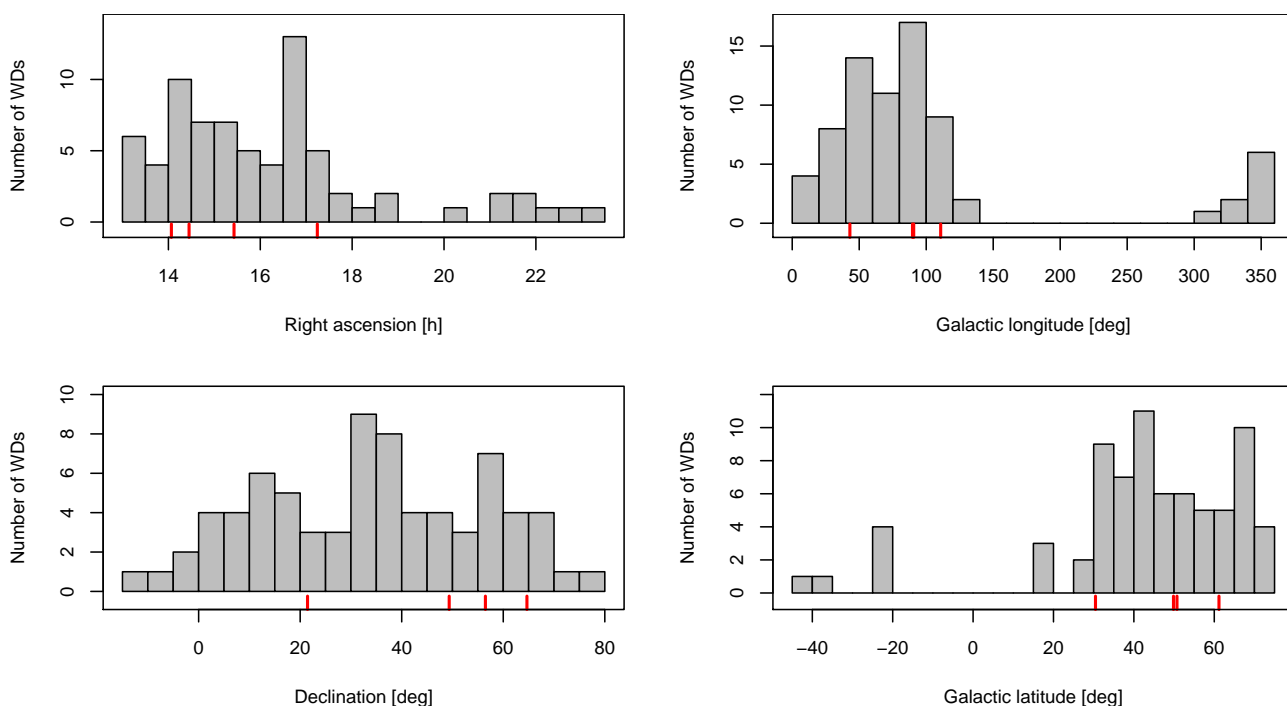 Number of WDs
0 5 10
14 16 18 20 22
Right ascension [h]
Number of WDs
0 5 10 15
0 50 100 150 200 250 300 350
Galactic longitude [deg]
Number of WDs
0 2 4 6 8 10
0 20 40 60 80
Declination [deg]
Number of WDs
0 2 4 6 8 10
−40 −20 0 20 40 60
Galactic latitude [deg]